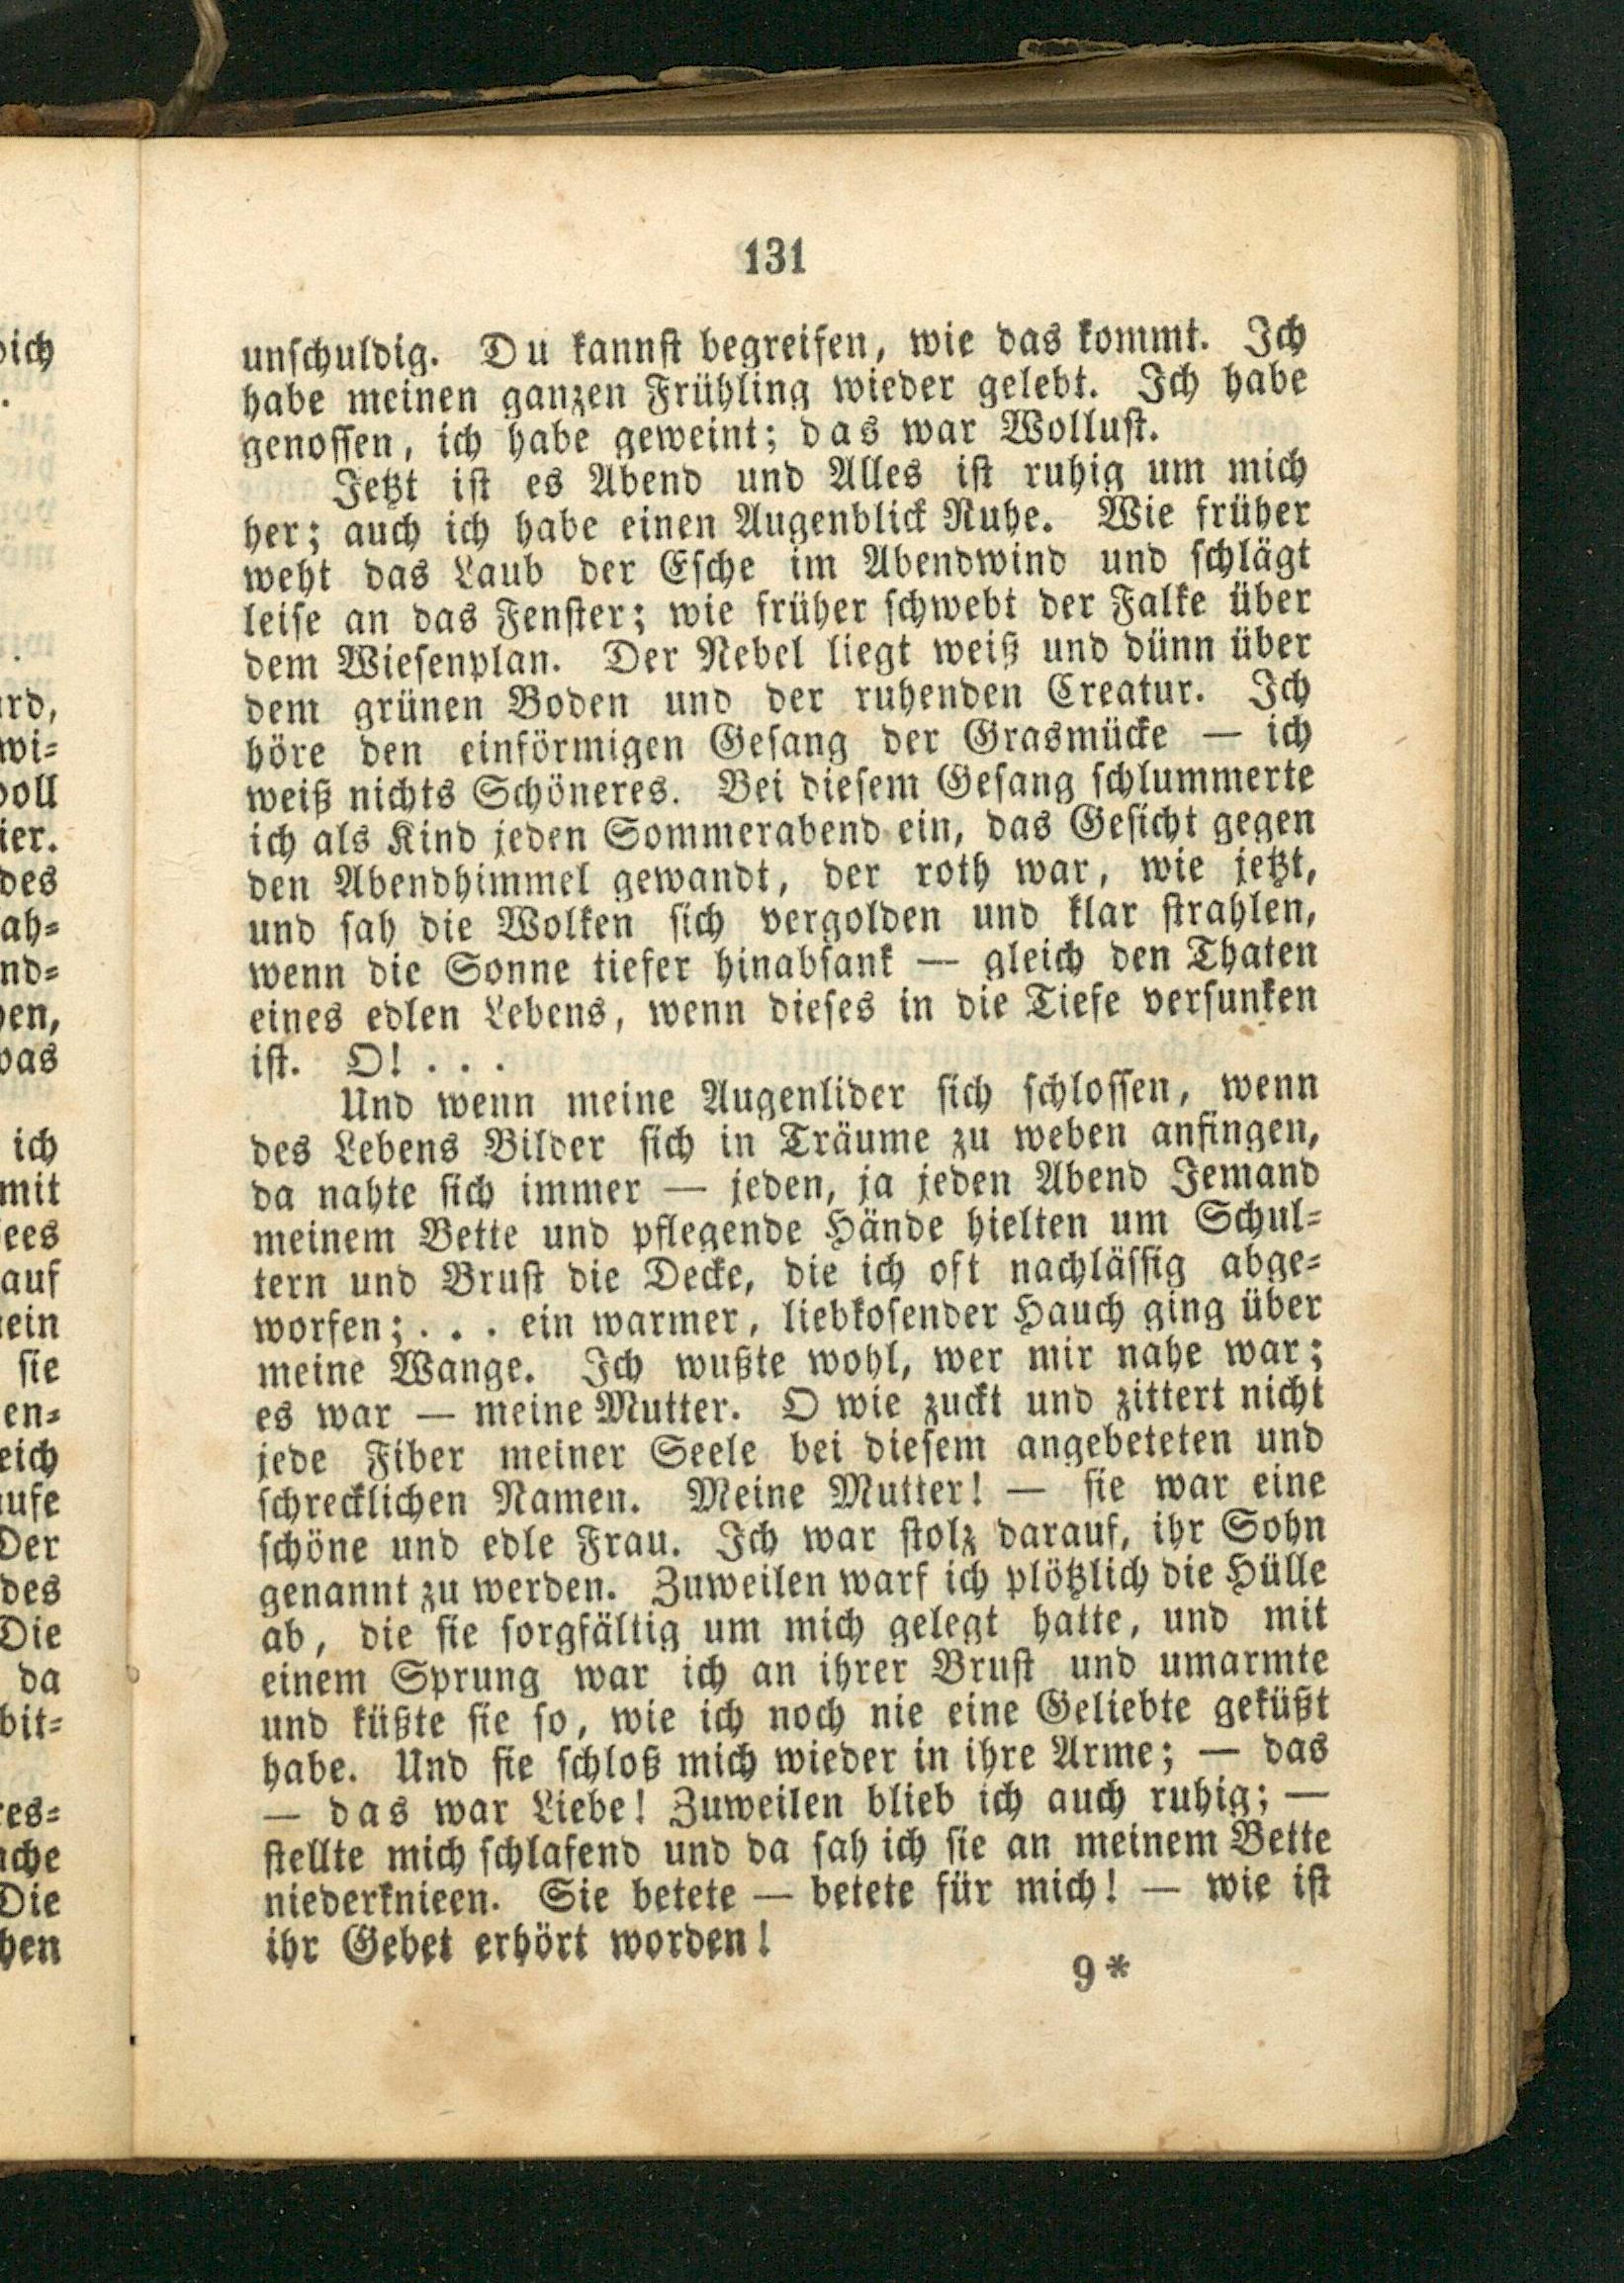 131
unschuldig. Du kannst begreifen, wie das kommt. Ich
habe meinen ganzen Frühling wieder gelebt. Ich habe
genossen, ich habe geweint; das war Wollust.
Jetzt ist es Abend und Alles ist ruhig um mich
her; auch ich habe einen Augenblick Ruhe. Wie früher
weht das Laub der Esche im Abendwind und schlägt
leise an das Fenster; wie früher schwebt der Falke über
dem Wiesenplan. Der Nebel liegt weiß und dünn über
dem grünen Boden und der ruhenden Creatur. Ich
höre den einförmigen Gesang der Grasmücke — ich
weiß nichts Schöneres. Bei diesem Gesang schlummerte
ich als Kind jeden Sommerabend ein, das Gesicht gegen
den Abendhimmel gewandt, der roth war, wie jetzt,
und sah die Wolken sich vergolden und klar strahlen,
wenn die Sonne tiefer hinabsank — gleich den Thaten
eines edlen Lebens, wenn dieses in die Tiefe versunken
ist. O! . . .
Und wenn meine Augenlider sich schlossen, wenn
des Lebens Bilder sich in Träume zu weben anfingen,
da nahte sich immer — jeden, ja jeden Abend Jemand
meinem Bette und pflegende Hände hielten um Schul-
tern und Brust die Decke, die ich oft nachlässig abge-
worfen; . . . ein warmer, liebkosender Hauch ging über
meine Wange. Ich wußte wohl, wer mir nahe war;
es war — meine Mutter. O wie zuckt und zittert nicht
jede Fiber meiner Seele bei diesem angebeteten und
schrecklichen Namen. Meine Mutter! — sie war eine
schöne und edle Frau. Ich war stolz darauf, ihr Sohn
genannt zu werden. Zuweilen warf ich plötzlich die Hülle
ab, die sie sorgfältig um mich gelegt hatte, und mit
einem Sprung war ich an ihrer Brust und umarmte
und küßte sie so, wie ich noch nie eine Geliebte geküßt
habe. Und sie schloß mich wieder in ihre Arme; — das
— das war Liebe! Zuweilen blieb ich auch ruhig; —
stellte mich schlafend und da sah ich sie an meinem Bette
niederknieen. Sie betete — betete für mich! — wie ist
ihr Gebet erhört worden!
9*